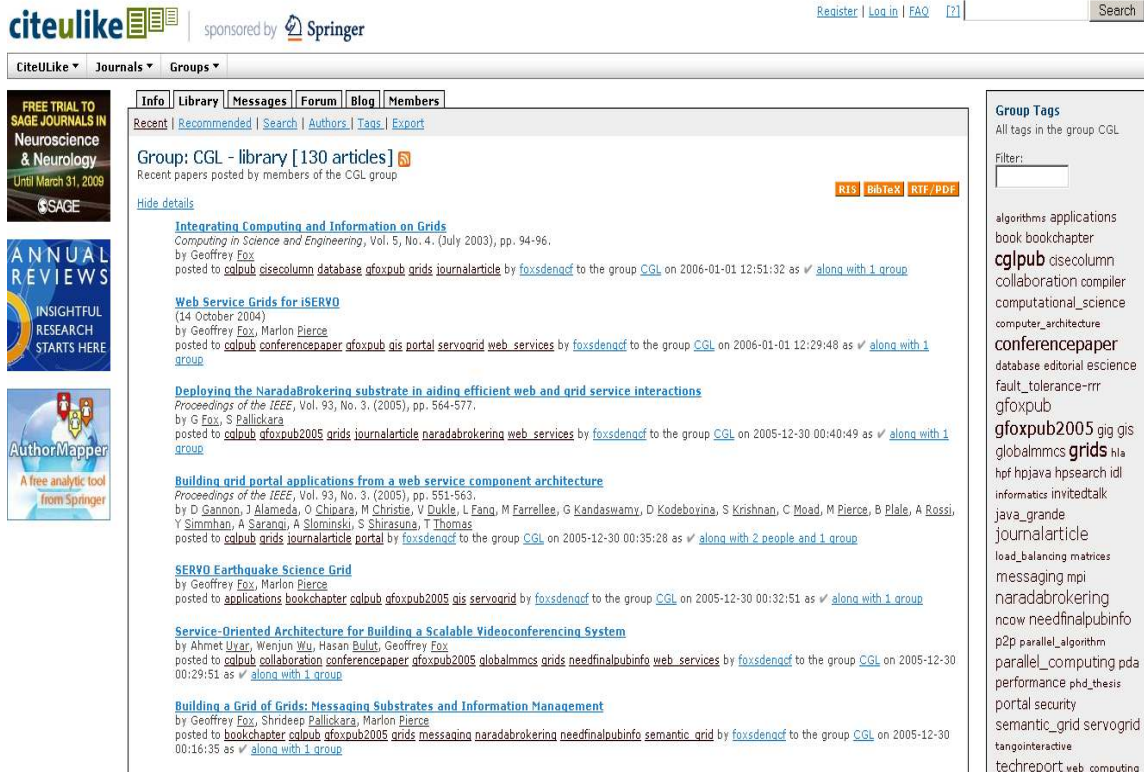 citeulike sponsored by Springer
Register | Log in | FAQ [?] Search
CiteULike ▼ Journals ▼ Groups ▼
FREE TRIAL TO
SAGE JOURNALS IN
Neuroscience
& Neurology
Until March 31, 2009
SAGE
ANNUAL
REVIEWS
INSIGHTFUL
RESEARCH
STARTS HERE
AuthorMapper
A free analytic tool
from Springer
Info Library Messages Forum Blog Members
Recent | Recommended | Search | Authors | Tags | Export
Group: CGL - library [130 articles]
Recent papers posted by members of the CGL group
RIS BibTeX RTF/PDF
Hide details
Integrating Computing and Information on Grids
Computing in Science and Engineering, Vol. 5, No. 4. (July 2003), pp. 94-96.
by Geoffrey Fox
posted to cglpub cisecolumn database gfoxpub grids journalarticle by foxsdengcf to the group CGL on 2006-01-01 12:51:32 as ✔ along with 1 group
Web Service Grids for iSERVO
(14 October 2004)
by Geoffrey Fox, Marlon Pierce
posted to cglpub conferencepaper gfoxpub gis portal servogrid web_services by foxsdengcf to the group CGL on 2006-01-01 12:29:48 as ✔ along with 1
group
Deploying the NaradaBrokering substrate in aiding efficient web and grid service interactions
Proceedings of the IEEE, Vol. 93, No. 3. (2005), pp. 564-577.
by G Fox, S Pallickara
posted to cglpub gfoxpub2005 grids journalarticle naradabrokering web_services by foxsdengcf to the group CGL on 2005-12-30 00:40:49 as ✔ along with 1
group
Building grid portal applications from a web service component architecture
Proceedings of the IEEE, Vol. 93, No. 3. (2005), pp. 551-563.
by D Gannon, J Alameda, O Chipara, M Christie, V Dukle, L Fang, M Farrellee, G Kandaswamy, D Kodeboyina, S Krishnan, C Moad, M Pierce, B Plale, A Rossi,
Y Simmhan, A Sarangi, A Slominski, S Shirasuna, T Thomas
posted to cglpub grids journalarticle portal by foxsdengcf to the group CGL on 2005-12-30 00:35:28 as ✔ along with 2 people and 1 group
SERVO Earthquake Science Grid
by Geoffrey Fox, Marlon Pierce
posted to applications bookchapter cglpub gfoxpub2005 gis servogrid by foxsdengcf to the group CGL on 2005-12-30 00:32:51 as ✔ along with 1 group
Service-Oriented Architecture for Building a Scalable Videoconferencing System
by Ahmet Uyar, Wenjun Wu, Hasan Bulut, Geoffrey Fox
posted to cglpub collaboration conferencepaper gfoxpub2005 globalmmcs grids needfinalpubinfo web_services by foxsdengcf to the group CGL on 2005-12-30
00:29:51 as ✔ along with 1 group
Building a Grid of Grids: Messaging Substrates and Information Management
by Geoffrey Fox, Shrideep Pallickara, Marlon Pierce
posted to bookchapter cglpub gfoxpub2005 grids messaging naradabrokering needfinalpubinfo semantic_grid by foxsdengcf to the group CGL on 2005-12-30
00:16:35 as ✔ along with 1 group
Group Tags
All tags in the group CGL
Filter:
algorithms applications
book bookchapter
cglpub cisecolumn
collaboration compiler
computational_science
computer_architecture
conferencepaper
database editorial escience
fault_tolerance-rrr
gfoxpub
gfoxpub2005 gig gis
globalmmcs grids hla
hpf hpjava hpsearch idl
informatics invitedtalk
java_grande
journalarticle
load_balancing matrices
messaging mpi
naradabrokering
ncow needfinalpubinfo
p2p parallel_algorithm
parallel_computing pda
performance phd_thesis
portal security
semantic_grid servogrid
tangointeractive
techreport web_computing